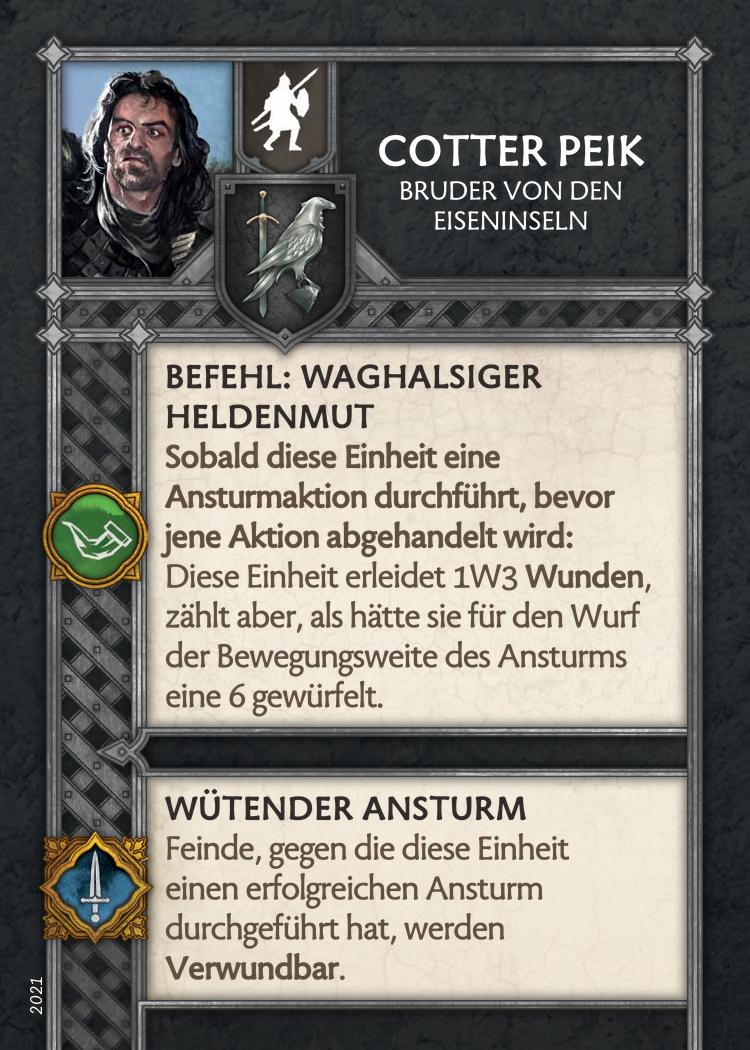 COTTER PEIK
BRUDER VON DEN
EISENINSELN
BEFEHL: WAGHALSIGER
HELDENMUT
Sobald diese Einheit eine
Ansturmaktion durchführt, bevor
jene Aktion abgehandelt wird:
Diese Einheit erleidet 1W3 Wunden,
zählt aber, als hätte sie für den Wurf
der Bewegungsweite des Ansturms
eine 6 gewürfelt.
WÜTENDER ANSTURM
Feinde, gegen die diese Einheit
einen erfolgreichen Ansturm
durchgeführt hat, werden
Verwundbar.
2021